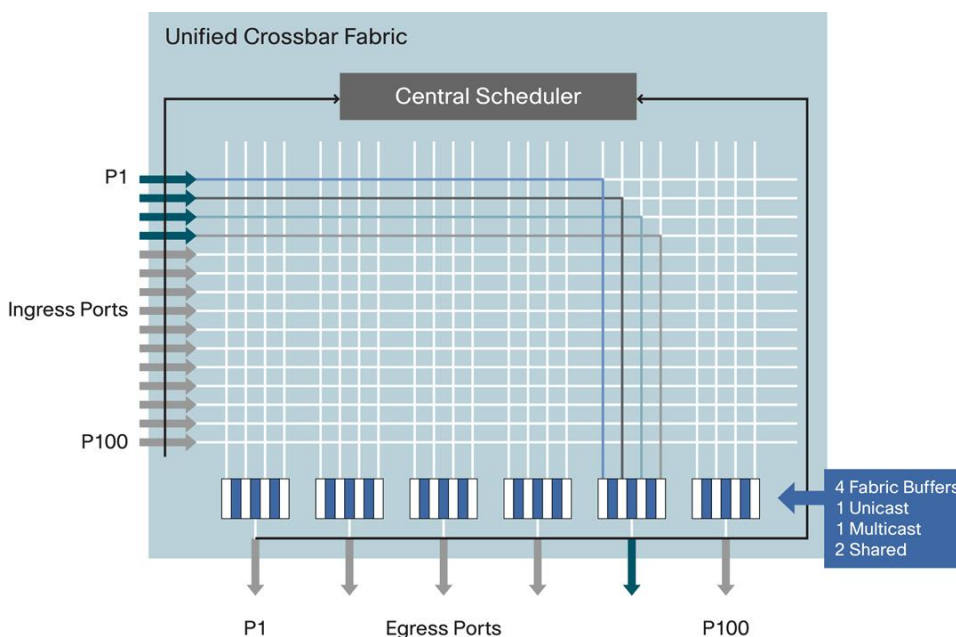 Unified Crossbar Fabric
Central Scheduler
P1
Ingress Ports
P100
4 Fabric Buffers
1 Unicast
1 Multicast
2 Shared
P1
Egress Ports
P100